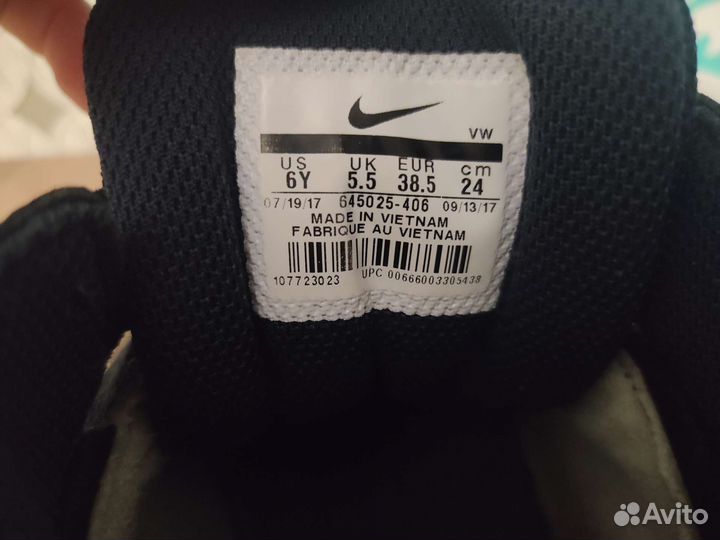 VW
US UK EUR cm
6Y 5.5 38.5 24
07/19/17 645025-406 09/13/17
MADE IN VIETNAM
FABRIQUE AU VIETNAM
107723023 UPC 00666003305438
Avito